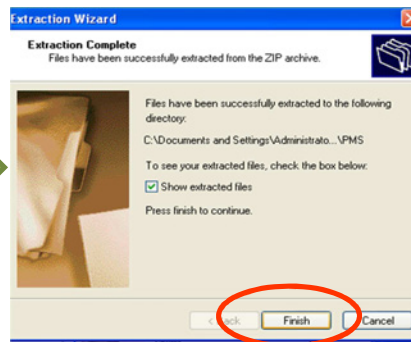 Extraction Wizard
Extraction Complete
Files have been successfully extracted from the ZIP archive.
Files have been successfully extracted to the following
directory:
C:\Documents and Settings\Administrato...\PMS
To see your extracted files, check the box below:
Show extracted files
Press finish to continue.
< Back Finish Cancel